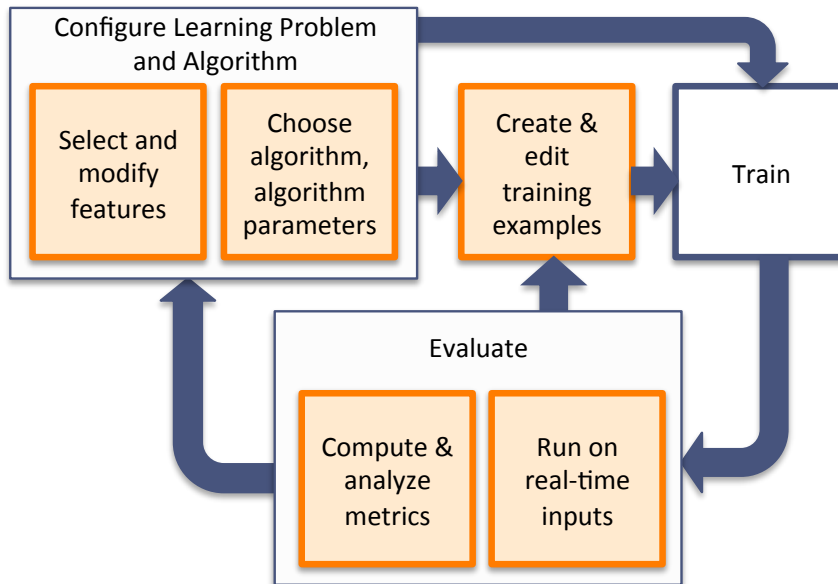 Configure Learning Problem
and Algorithm
Select and
modify
features
Choose
algorithm,
algorithm
parameters
Create &
edit
training
examples
Train
Evaluate
Compute &
analyze
metrics
Run on
real-time
inputs